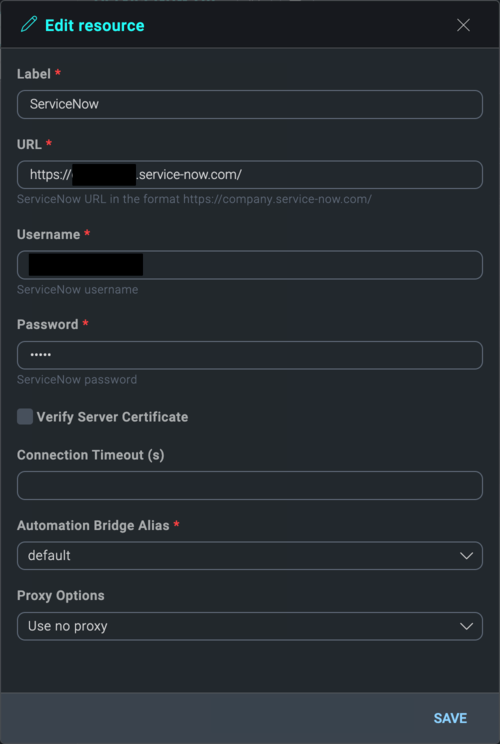 Edit resource
Label *
ServiceNow
URL *
https:// .service-now.com/
ServiceNow URL in the format https://company.service-now.com/
Username *
ServiceNow username
Password *
•••••
ServiceNow password
Verify Server Certificate
Connection Timeout (s)
Automation Bridge Alias *
default
Proxy Options
Use no proxy
SAVE